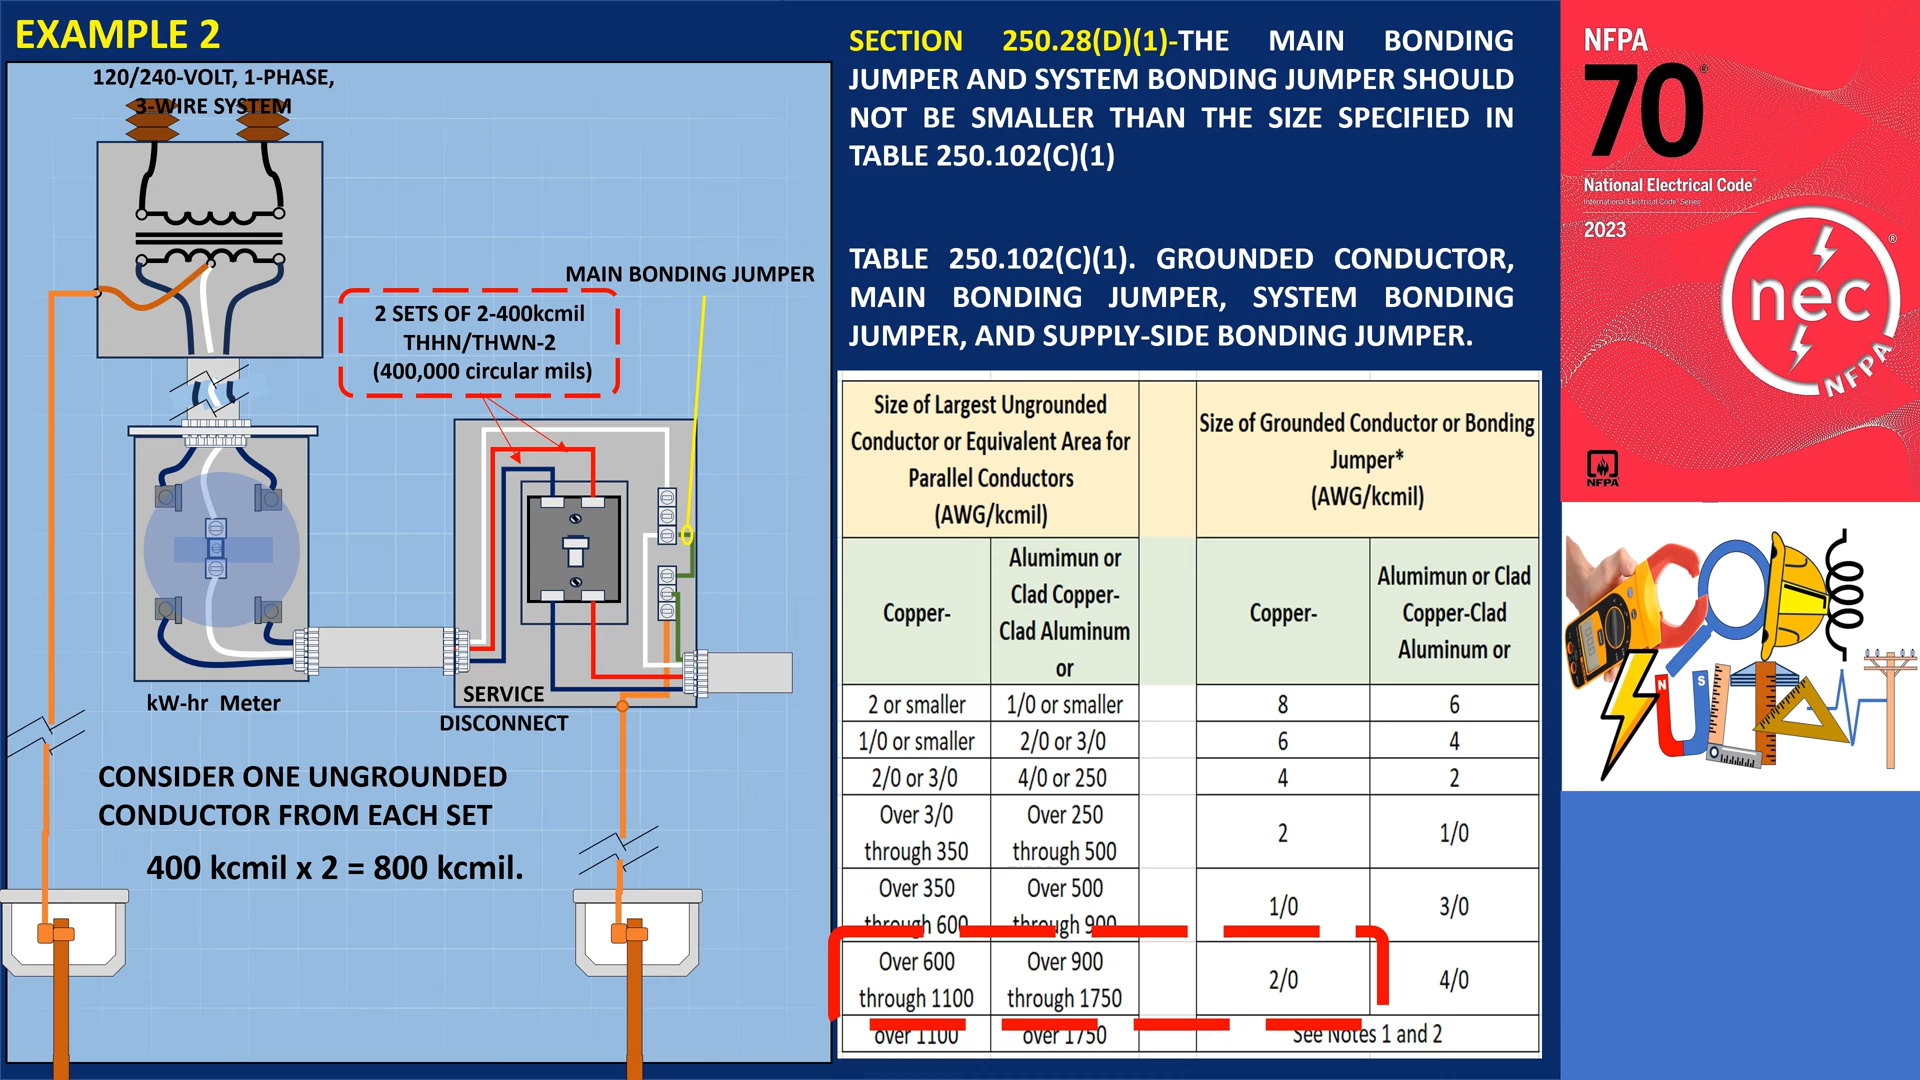 EXAMPLE 2
120/240-VOLT, 1-PHASE,
3-WIRE SYSTEM
MAIN BONDING JUMPER
2 SETS OF 2-400kcmil
THHN/THWN-2
(400,000 circular mils)
kW-hr Meter
SERVICE
DISCONNECT
CONSIDER ONE UNGROUNDED
CONDUCTOR FROM EACH SET
400 kcmil x 2 = 800 kcmil.
SECTION 250.28(D)(1)-THE MAIN BONDING
JUMPER AND SYSTEM BONDING JUMPER SHOULD
NOT BE SMALLER THAN THE SIZE SPECIFIED IN
TABLE 250.102(C)(1)
TABLE 250.102(C)(1). GROUNDED CONDUCTOR,
MAIN BONDING JUMPER, SYSTEM BONDING
JUMPER, AND SUPPLY-SIDE BONDING JUMPER.
Size of Largest Ungrounded
Conductor or Equivalent Area for
Parallel Conductors
(AWG/kcmil)
Size of Grounded Conductor or Bonding
Jumper*
(AWG/kcmil)
Copper-
Alumimun or
Clad Copper-
Clad Aluminum
or
Copper-
Alumimun or Clad
Copper-Clad
Aluminum or
2 or smaller 1/0 or smaller 8 6
1/0 or smaller 2/0 or 3/0 6 4
2/0 or 3/0 4/0 or 250 4 2
Over 3/0
through 350
Over 250
through 500
2
1/0
Over 350
through 600
Over 500
through 900
1/0
3/0
Over 600
through 1100
Over 900
through 1750
2/0
4/0
over 1100 over 1750 See Notes 1 and 2
NFPA
70®
National Electrical Code®
International Electrical Code® Series
2023
nec
NFPA
®
NFPA
N S